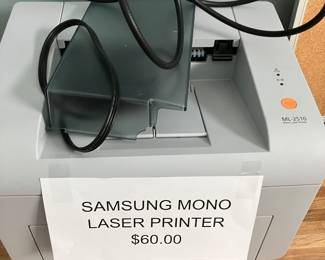 ML-2510
SAMSUNG MONO
LASER PRINTER
$60.00